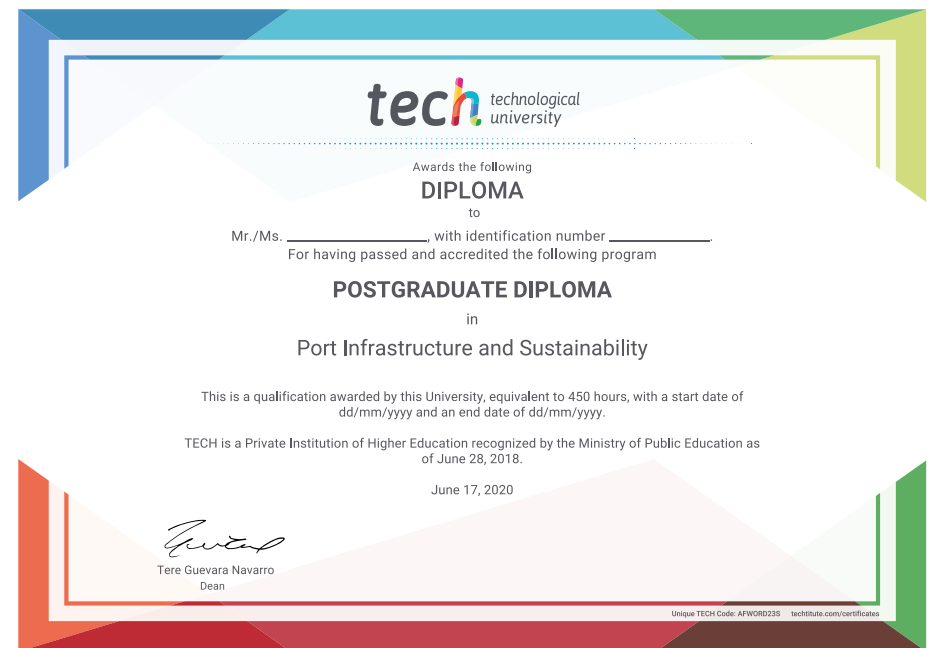 tech technological
university
Awards the following
DIPLOMA
to
Mr./Ms. ____________________, with identification number ______________.
For having passed and accredited the following program
POSTGRADUATE DIPLOMA
in
Port Infrastructure and Sustainability
This is a qualification awarded by this University, equivalent to 450 hours, with a start date of
dd/mm/yyyy and an end date of dd/mm/yyyy.
TECH is a Private Institution of Higher Education recognized by the Ministry of Public Education as
of June 28, 2018.
June 17, 2020
Tere Guevara Navarro
Dean
Unique TECH Code: AFWORD23S techtitute.com/certificates